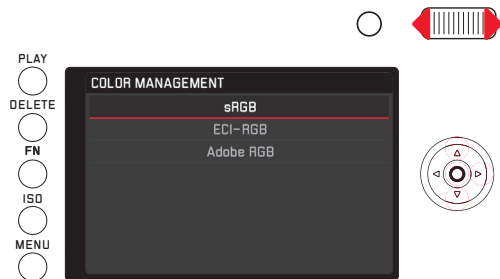 PLAY
DELETE
FN
ISO
MENU
COLOR MANAGEMENT
sRGB
ECI-RGB
Adobe RGB